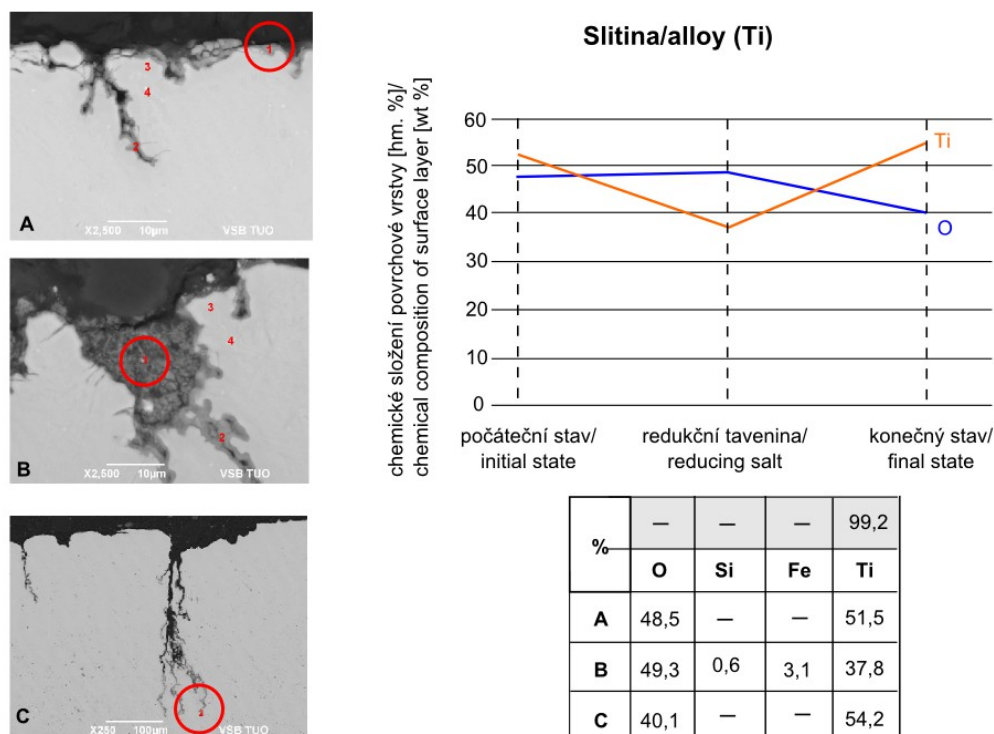 1
3
4
2
A
X2,500 10µm VSB TUO
3
1
4
2
B
X2,500 10µm VSB TUO
2
C
X250 100µm VSB TUO
Slitina/alloy (Ti)
chemické složení povrchové vrstvy [hm. %]/
chemical composition of surface layer [wt %]
60
50
40
30
20
10
0
Ti
O
počáteční stav/
initial state
redukční tavenina/
reducing salt
konečný stav/
final state
% — — — 99,2
O Si Fe Ti
A 48,5 — — 51,5
B 49,3 0,6 3,1 37,8
C 40,1 — — 54,2